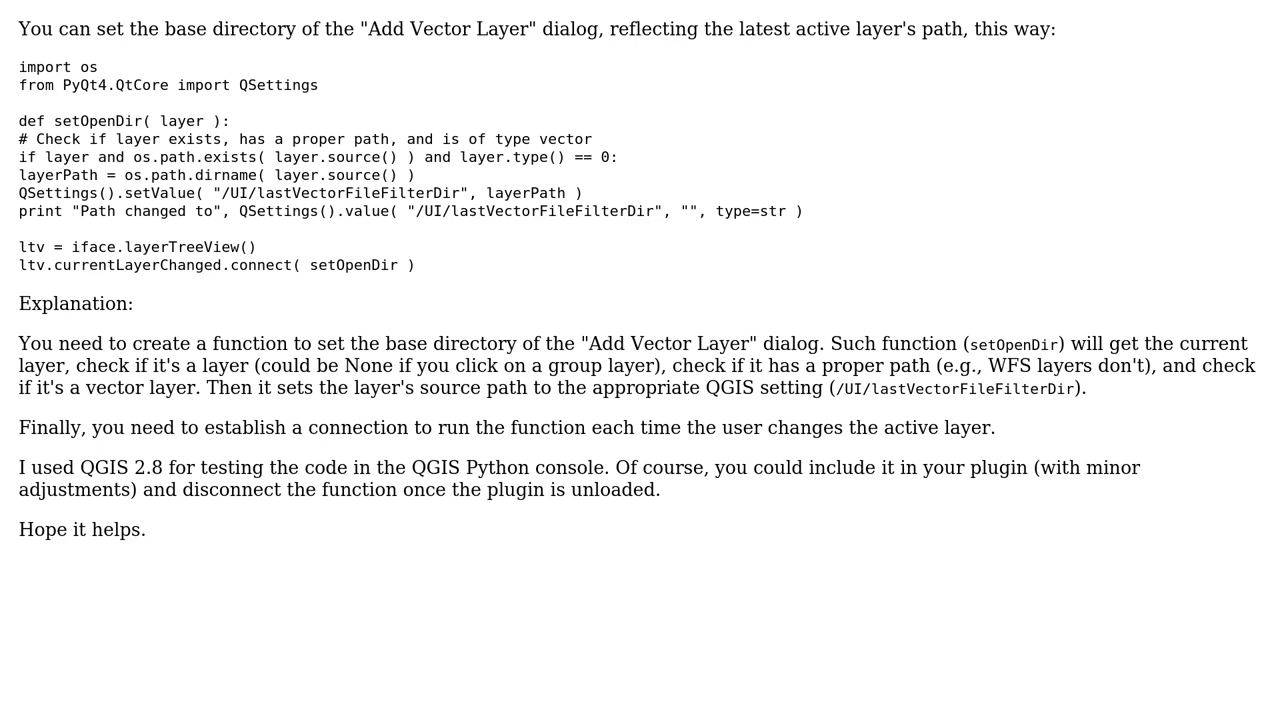 You can set the base directory of the "Add Vector Layer" dialog, reflecting the latest active layer's path, this way:
import os
from PyQt4.QtCore import QSettings
def setOpenDir( layer ):
# Check if layer exists, has a proper path, and is of type vector
if layer and os.path.exists( layer.source() ) and layer.type() == 0:
layerPath = os.path.dirname( layer.source() )
QSettings().setValue( "/UI/lastVectorFileFilterDir", layerPath )
print "Path changed to", QSettings().value( "/UI/lastVectorFileFilterDir", "", type=str )
ltv = iface.layerTreeView()
ltv.currentLayerChanged.connect( setOpenDir )
Explanation:
You need to create a function to set the base directory of the "Add Vector Layer" dialog. Such function (setOpenDir) will get the current
layer, check if it's a layer (could be None if you click on a group layer), check if it has a proper path (e.g., WFS layers don't), and check
if it's a vector layer. Then it sets the layer's source path to the appropriate QGIS setting (/UI/lastVectorFileFilterDir).
Finally, you need to establish a connection to run the function each time the user changes the active layer.
I used QGIS 2.8 for testing the code in the QGIS Python console. Of course, you could include it in your plugin (with minor
adjustments) and disconnect the function once the plugin is unloaded.
Hope it helps.